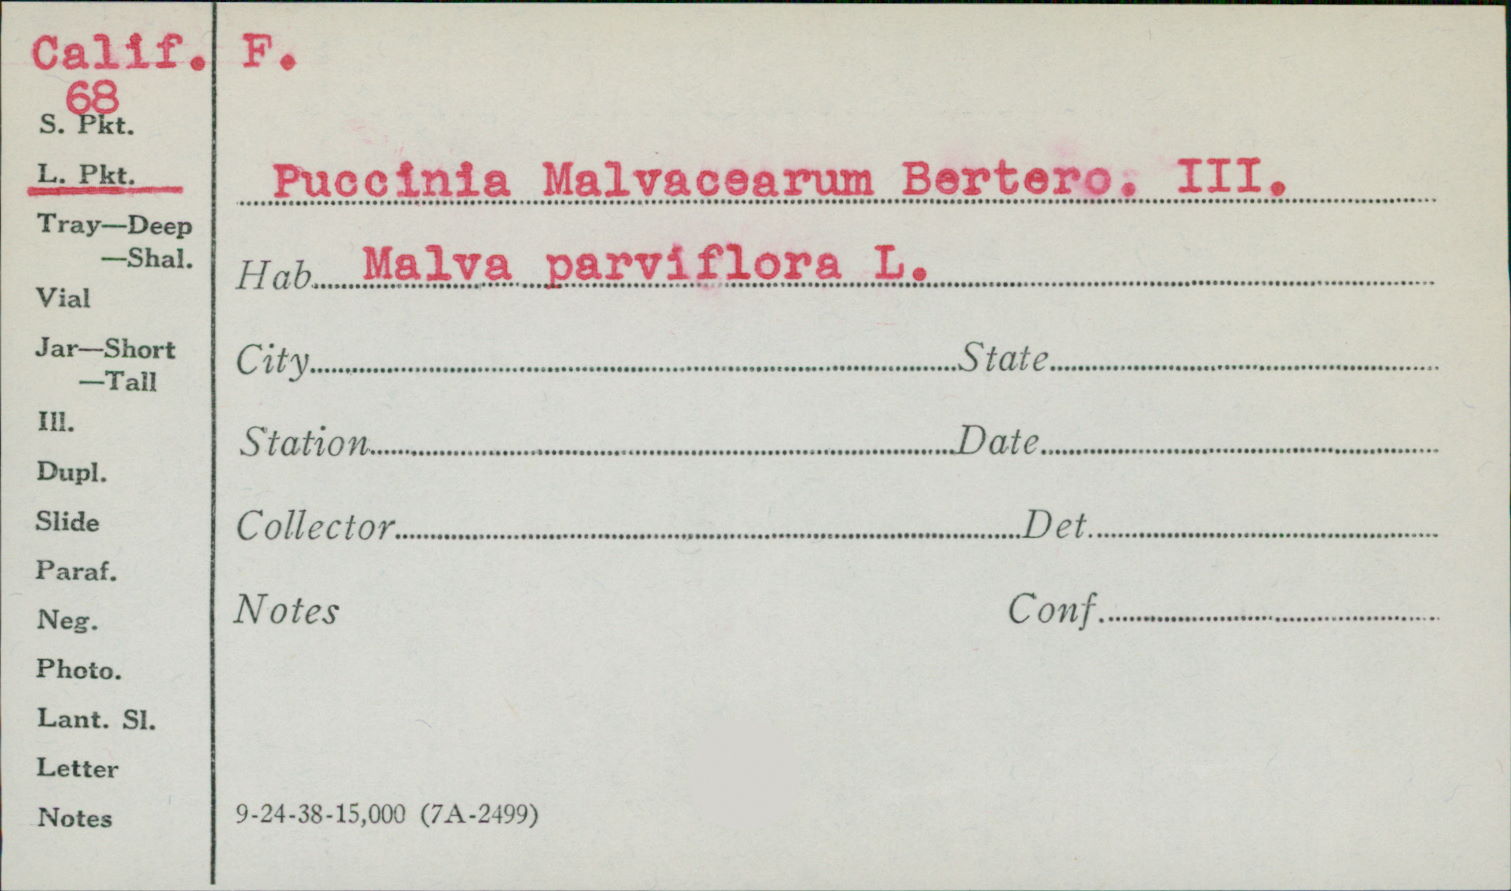 Calif. F.
68
S. Pkt.
L. Pkt.
Puccinia Malvacearum Bertero. III.
Tray—Deep
—Shal.
Hab. Malva parviflora L.
Vial
Jar—Short
—Tall
City State
Ill.
Station Date
Dupl.
Slide
Collector Det.
Paraf.
Neg.
Notes Conf.
Photo.
Lant. Sl.
Letter
Notes
9-24-38-15,000 (7A-2499)